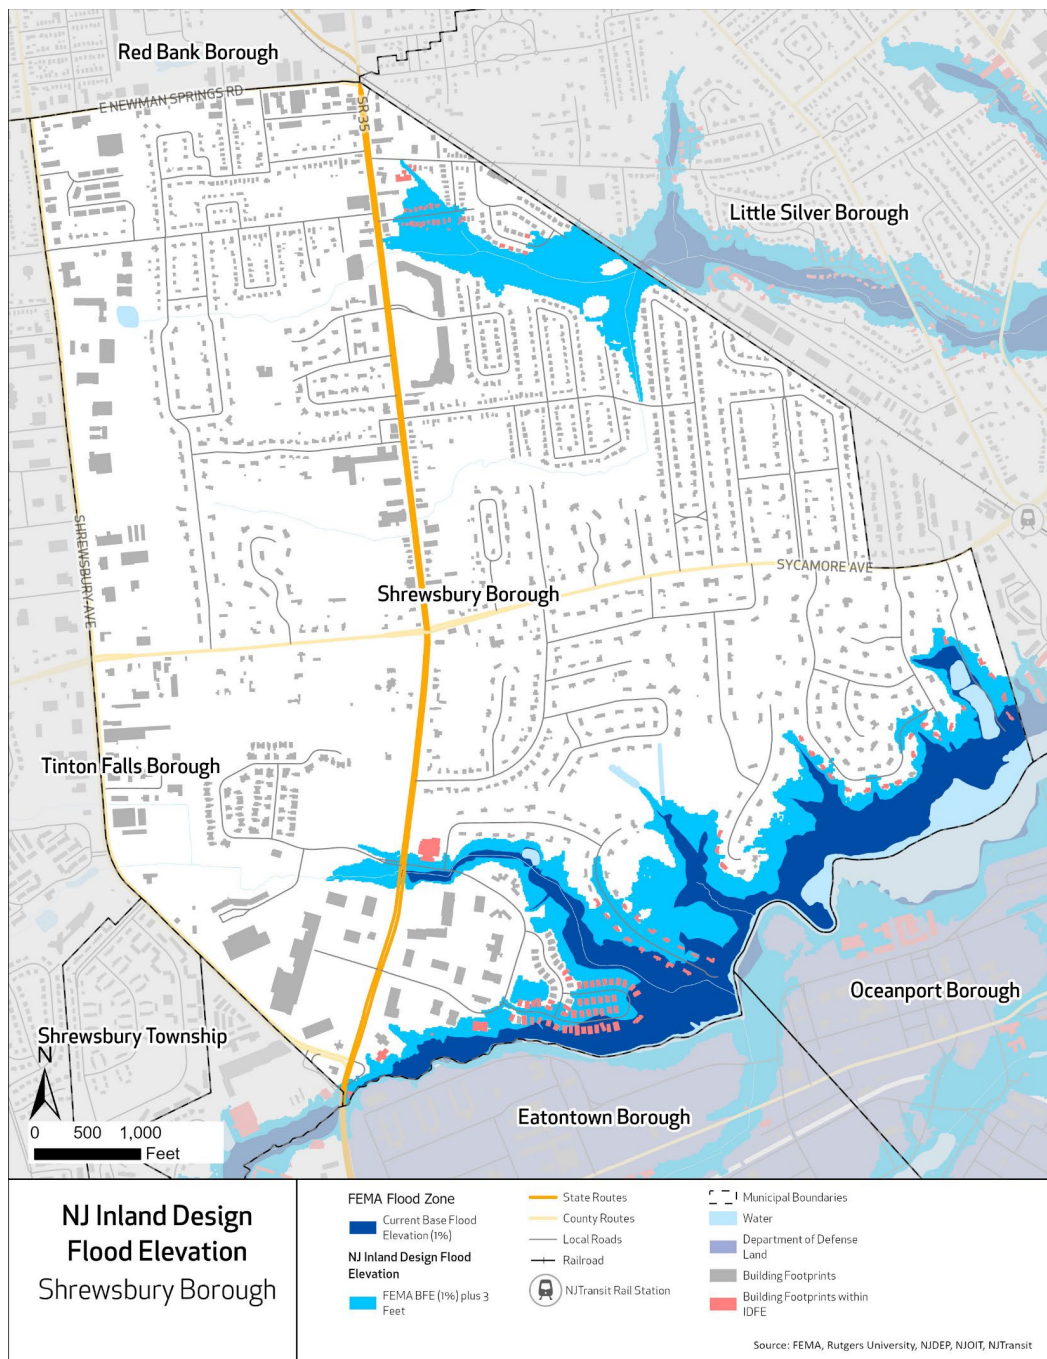 Red Bank Borough
E NEWMAN SPRINGS RD
SR 35
Little Silver Borough
SHREWSBURY AVE
SYCAMORE AVE
Shrewsbury Borough
Tinton Falls Borough
Oceanport Borough
Shrewsbury Township
N
0 500 1,000
Feet
Eatontown Borough
NJ Inland Design
Flood Elevation
Shrewsbury Borough
FEMA Flood Zone
Current Base Flood
Elevation (1%)
NJ Inland Design Flood
Elevation
FEMA BFE (1%) plus 3
Feet
State Routes
County Routes
Local Roads
Railroad
NJTransit Rail Station
Municipal Boundaries
Water
Department of Defense
Land
Building Footprints
Building Footprints within
IDFE
Source: FEMA, Rutgers University, NJDEP, NJOIT, NJTransit